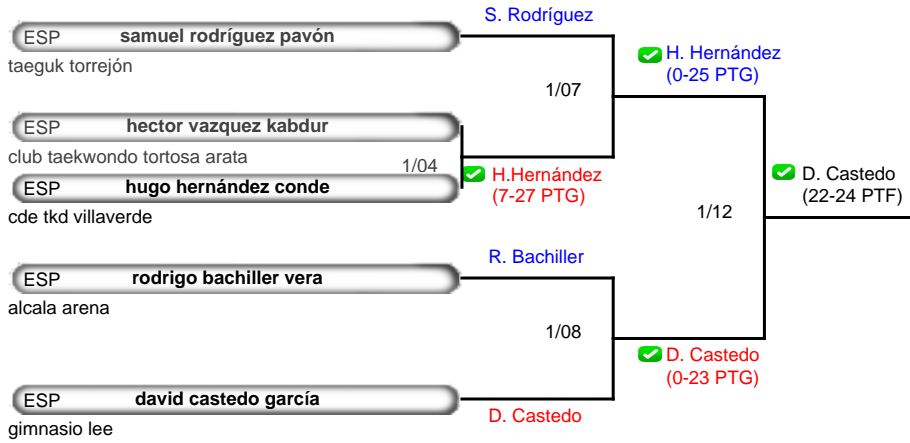 S. Rodríguez
ESP samuel rodríguez pavón
taeguk torrejón
H. Hernández
(0-25 PTG)
1/07
ESP hector vazquez kabdur
club taekwondo tortosa arata
1/04
H.Hernández
(7-27 PTG)
ESP hugo hernández conde
cde tkd villaverde
D. Castedo
(22-24 PTF)
1/12
R. Bachiller
ESP rodrigo bachiller vera
alcala arena
1/08
D. Castedo
(0-23 PTG)
ESP david castedo garcía
D. Castedo
gimnasio lee